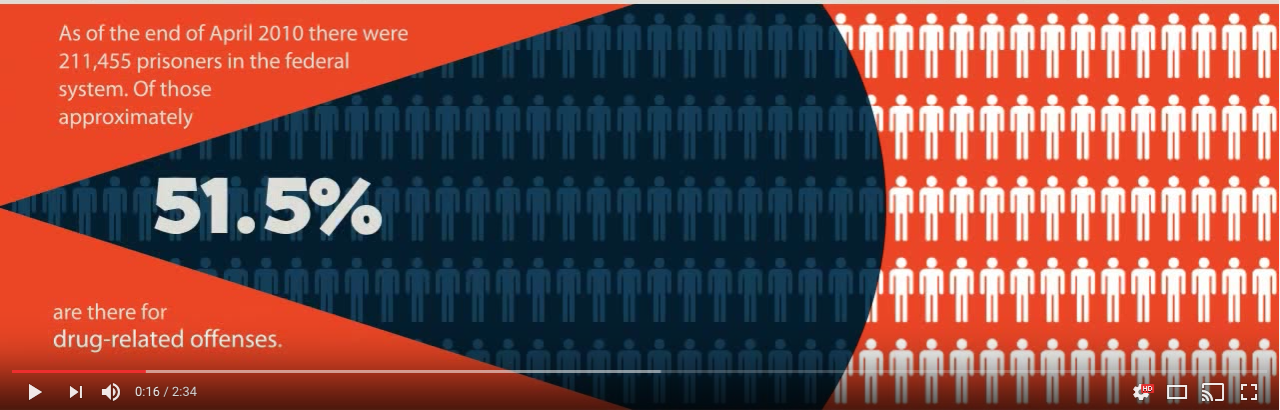 As of the end of April 2010 there were
211,455 prisoners in the federal
system. Of those
approximately
51.5%
are there for
drug-related offenses.
0:16 / 2:34
HD